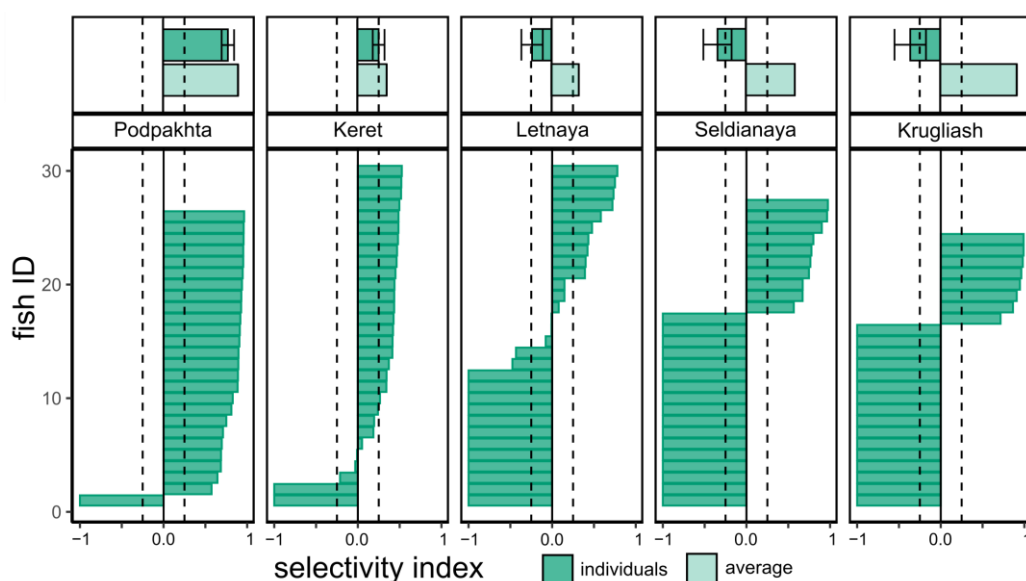 Podpakhta Keret Letnaya Seldianaya Krugliash
30
20
10
0
fish ID
−1 0.0 1 −1 0.0 1 −1 0.0 1 −1 0.0 1 −1 0.0 1
selectivity index individuals average